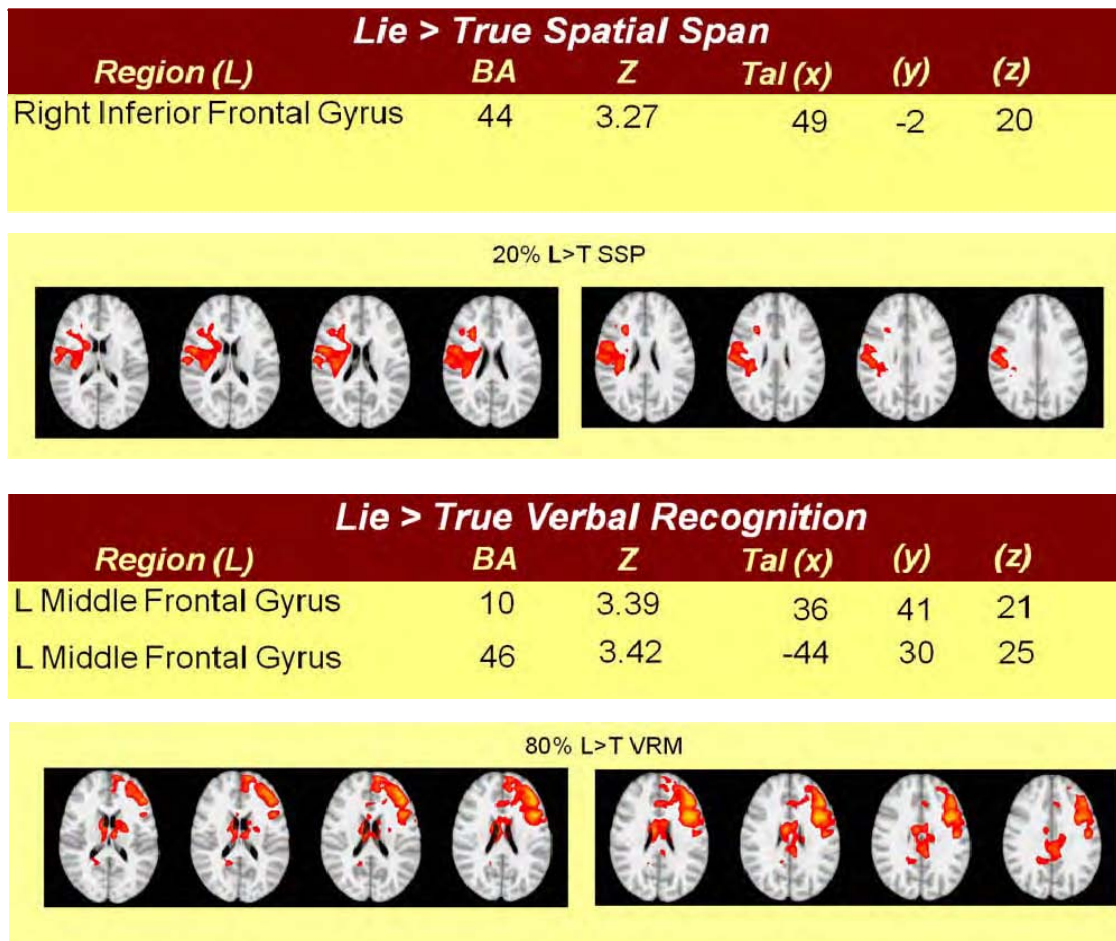 Lie > True Spatial Span
Region (L) BA Z Tal (x) (y) (z)
Right Inferior Frontal Gyrus 44 3.27 49 -2 20
20% L>T SSP
Lie > True Verbal Recognition
Region (L) BA Z Tal (x) (y) (z)
L Middle Frontal Gyrus 10 3.39 36 41 21
L Middle Frontal Gyrus 46 3.42 -44 30 25
80% L>T VRM